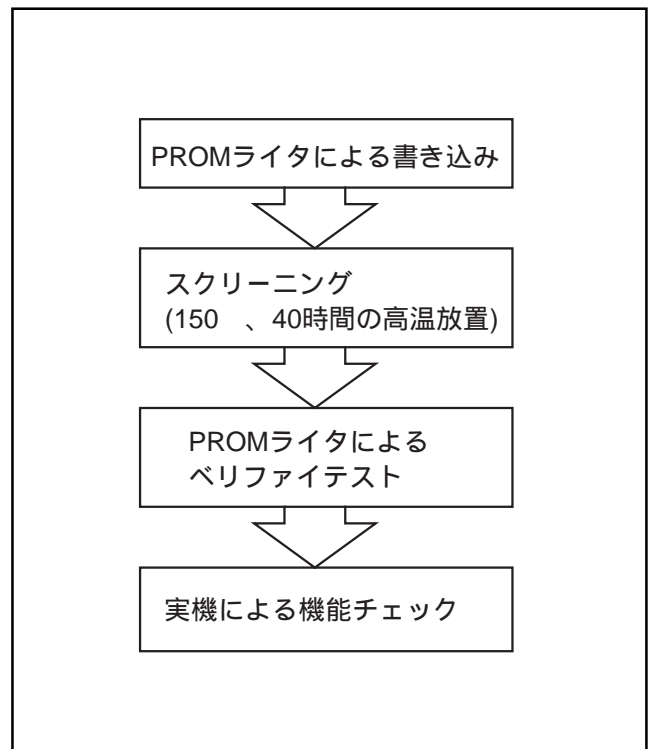 PROMライタによる書き込み
スクリーニング
(150　、40時間の高温放置)
PROMライタによる
ベリファイテスト
実機による機能チェック